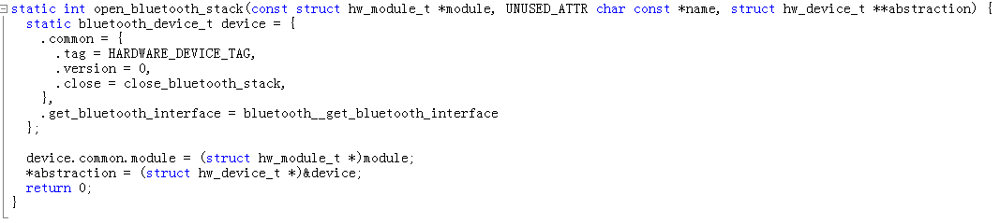 static int open_bluetooth_stack(const struct hw_module_t *module, UNUSED_ATTR char const *name, struct hw_device_t **abstraction) {
  static bluetooth_device_t device = {
    .common = {
      .tag = HARDWARE_DEVICE_TAG,
      .version = 0,
      .close = close_bluetooth_stack,
    },
    .get_bluetooth_interface = bluetooth__get_bluetooth_interface
  };

  device.common.module = (struct hw_module_t *)module;
  *abstraction = (struct hw_device_t *)&device;
  return 0;
}